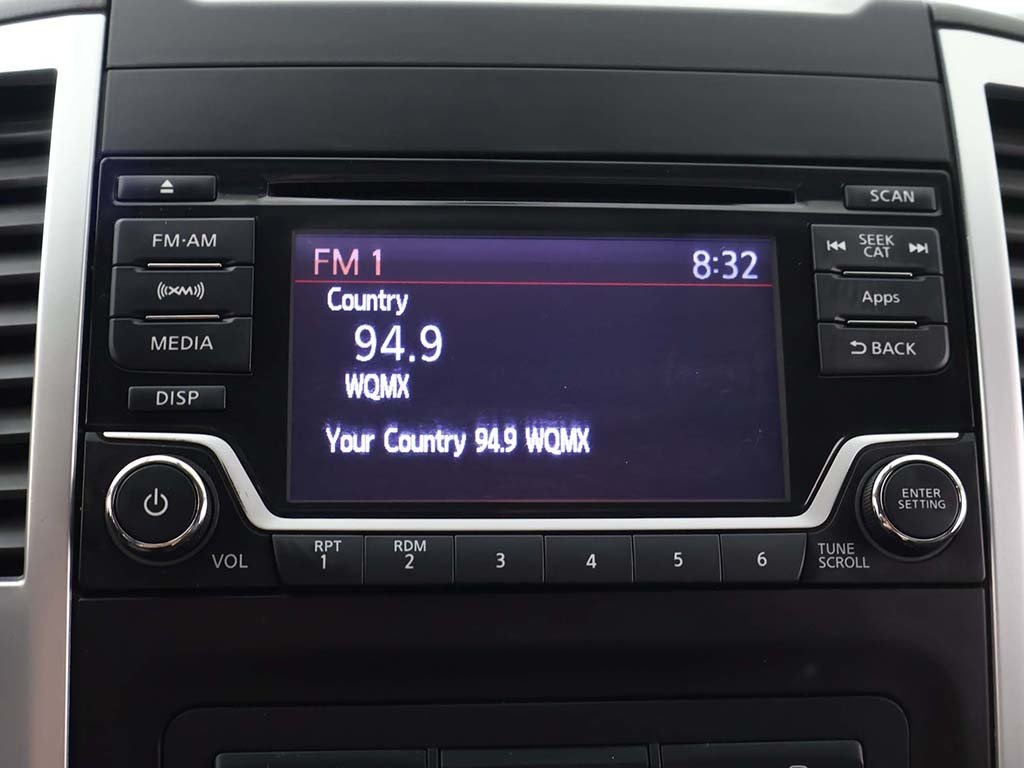 SCAN
FM·AM
SEEK
CAT
FM 1
8:32
((XM))
Country
Apps
94.9
MEDIA
BACK
WQMX
DISP
Your Country 94.9 WQMX
ENTER
SETTING
VOL
RPT
1
RDM
2
3
4
5
6
TUNE
SCROLL